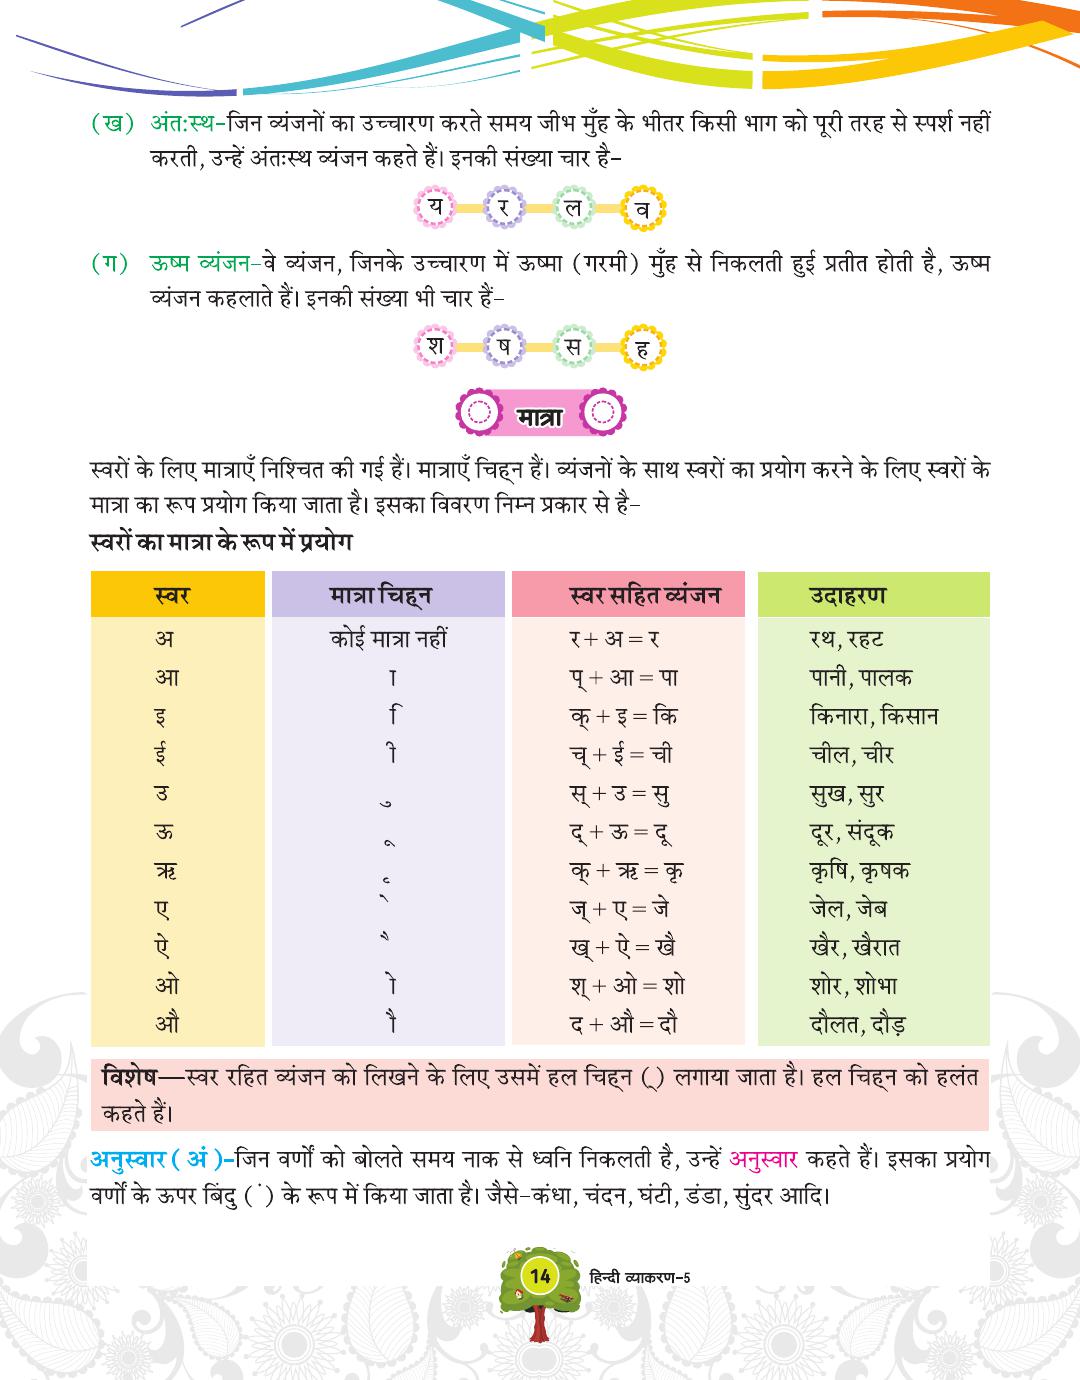 (ख) अंत:स्थ–जिन व्यंजनों का उच्चारण करते समय जीभ मुँह के भीतर किसी भाग को पूरी तरह से स्पर्श नहीं
करती, उन्हें अंतःस्थ व्यंजन कहते हैं। इनकी संख्या चार है–
य र ल व
(ग) ऊष्म व्यंजन–वे व्यंजन, जिनके उच्चारण में ऊष्मा (गरमी) मुँह से निकलती हुई प्रतीत होती है, ऊष्म
व्यंजन कहलाते हैं। इनकी संख्या भी चार हैं–
श ष स ह
मात्रा
स्वरों के लिए मात्राएँ निश्चित की गई हैं। मात्राएँ चिह्न हैं। व्यंजनों के साथ स्वरों का प्रयोग करने के लिए स्वरों के
मात्रा का रूप प्रयोग किया जाता है। इसका विवरण निम्न प्रकार से है–
स्वरों का मात्रा के रूप में प्रयोग
स्वर मात्रा चिह्न स्वर सहित व्यंजन उदाहरण
अ कोई मात्रा नहीं र + अ = र रथ, रहट
आ ा प् + आ = पा पानी, पालक
इ ि क् + इ = कि किनारा, किसान
ई ी च् + ई = ची चील, चीर
उ ु स् + उ = सु सुख, सुर
ऊ ू द् + ऊ = दू दूर, संदूक
ऋ ृ क् + ऋ = कृ कृषि, कृषक
ए े ज् + ए = जे जेल, जेब
ऐ ै ख् + ऐ = खै खैर, खैरात
ओ ो श् + ओ = शो शोर, शोभा
औ ौ द + औ = दौ दौलत, दौड़
विशेष—स्वर रहित व्यंजन को लिखने के लिए उसमें हल चिह्न (्) लगाया जाता है। हल चिह्न को हलंत
कहते हैं।
अनुस्वार ( अं )–जिन वर्णों को बोलते समय नाक से ध्वनि निकलती है, उन्हें अनुस्वार कहते हैं। इसका प्रयोग
वर्णों के ऊपर बिंदु ( ं ) के रूप में किया जाता है। जैसे–कंधा, चंदन, घंटी, डंडा, सुंदर आदि।
14 हिन्दी व्याकरण–5